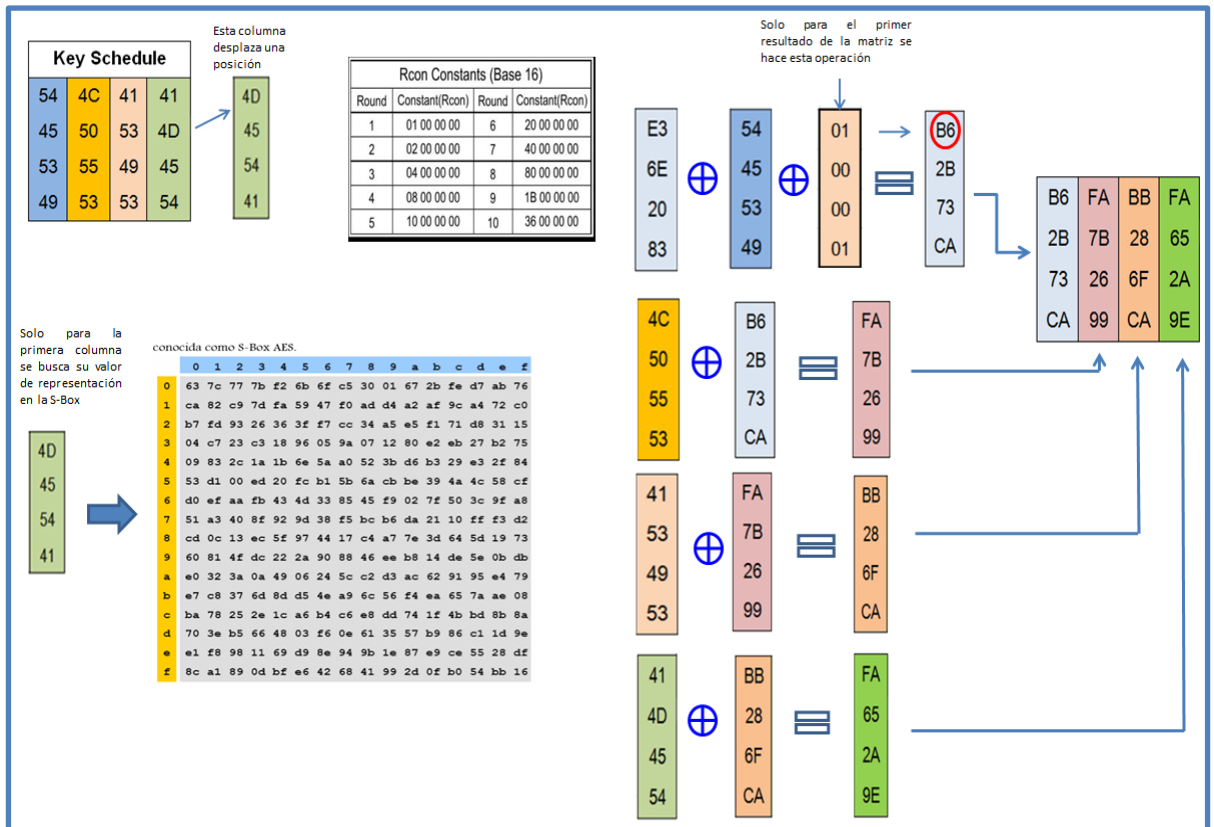 Key Schedule
54 4C 41 41
45 50 53 4D
53 55 49 45
49 53 53 54
Esta columna
desplaza una
posición
4D
45
54
41
Rcon Constants (Base 16)
Round Constant(Rcon) Round Constant(Rcon)
1 01 00 00 00 6 20 00 00 00
2 02 00 00 00 7 40 00 00 00
3 04 00 00 00 8 80 00 00 00
4 08 00 00 00 9 1B 00 00 00
5 10 00 00 00 10 36 00 00 00
Solo para el primer
resultado de la matriz se
hace esta operación
E3 54 01 B6
6E 45 00 2B
20 53 00 73
83 49 01 CA
B6 FA BB FA
2B 7B 28 65
73 26 6F 2A
CA 99 CA 9E
Solo para la
primera columna
se busca su valor
de representación
en la S-Box
4D
45
54
41
conocida como S-Box AES.
0 1 2 3 4 5 6 7 8 9 a b c d e f
0 63 7c 77 7b f2 6b 6f c5 30 01 67 2b fe d7 ab 76
1 ca 82 c9 7d fa 59 47 f0 ad d4 a2 af 9c a4 72 c0
2 b7 fd 93 26 36 3f f7 cc 34 a5 e5 f1 71 d8 31 15
3 04 c7 23 c3 18 96 05 9a 07 12 80 e2 eb 27 b2 75
4 09 83 2c 1a 1b 6e 5a a0 52 3b d6 b3 29 e3 2f 84
5 53 d1 00 ed 20 fc b1 5b 6a cb be 39 4a 4c 58 cf
6 d0 ef aa fb 43 4d 33 85 45 f9 02 7f 50 3c 9f a8
7 51 a3 40 8f 92 9d 38 f5 bc b6 da 21 10 ff f3 d2
8 cd 0c 13 ec 5f 97 44 17 c4 a7 7e 3d 64 5d 19 73
9 60 81 4f dc 22 2a 90 88 46 ee b8 14 de 5e 0b db
a e0 32 3a 0a 49 06 24 5c c2 d3 ac 62 91 95 e4 79
b e7 c8 37 6d 8d d5 4e a9 6c 56 f4 ea 65 7a ae 08
c ba 78 25 2e 1c a6 b4 c6 e8 dd 74 1f 4b bd 8b 8a
d 70 3e b5 66 48 03 f6 0e 61 35 57 b9 86 c1 1d 9e
e e1 f8 98 11 69 d9 8e 94 9b 1e 87 e9 ce 55 28 df
f 8c a1 89 0d bf e6 42 68 41 99 2d 0f b0 54 bb 16
4C B6 FA
50 2B 7B
55 73 26
53 CA 99
41 FA BB
53 7B 28
49 26 6F
53 99 CA
41 BB FA
4D 28 65
45 6F 2A
54 CA 9E